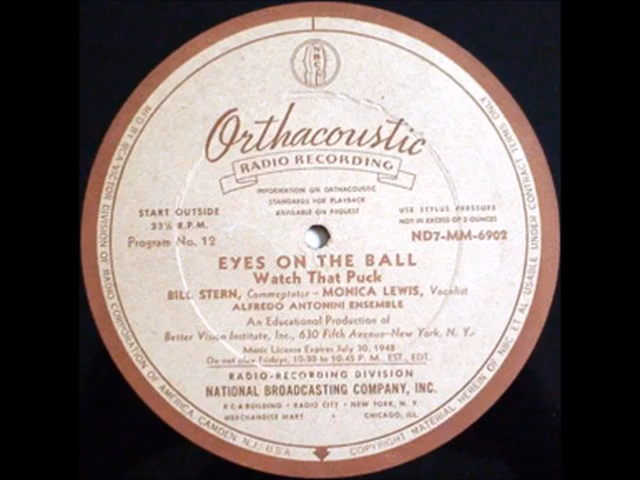 NBC
Orthacoustic
RADIO RECORDING
INFORMATION ON ORTHACOUSTIC
STANDARDS FOR PLAYBACK
AVAILABLE ON REQUEST
START OUTSIDE
33⅓ R.P.M.
Program No. 12
USE STYLUS PRESSURE
NOT IN EXCESS OF 2 OUNCES
ND7-MM-6902
EYES ON THE BALL
Watch That Puck
BILL STERN, Commentator – MONICA LEWIS, Vocalist
ALFREDO ANTONINI ENSEMBLE
An Educational Production of
Better Vision Institute, Inc., 630 Fifth Avenue–New York, N. Y.
Music License Expires July 30, 1948
Do not play Fridays, 10:30 to 10:45 P. M. EST, EDT.
RADIO-RECORDING DIVISION
NATIONAL BROADCASTING COMPANY, INC.
RCA BUILDING • RADIO CITY • NEW YORK, N. Y.
MERCHANDISE MART • CHICAGO, ILL.
MF'D BY RCA VICTOR DIVISION OF RADIO CORPORATION OF AMERICA, CAMDEN, N.J., U.S.A.
COPYRIGHT MATERIAL HEREIN OF NBC ET AL USABLE UNDER CONTRACT TERMS ONLY